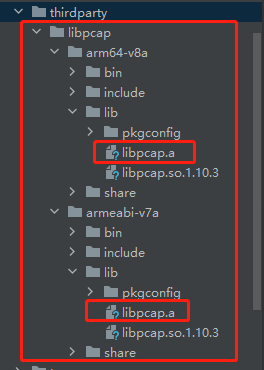 thirdparty
libpcap
arm64-v8a
bin
include
lib
pkgconfig
libpcap.a
libpcap.so.1.10.3
share
armeabi-v7a
bin
include
lib
pkgconfig
libpcap.a
libpcap.so.1.10.3
share